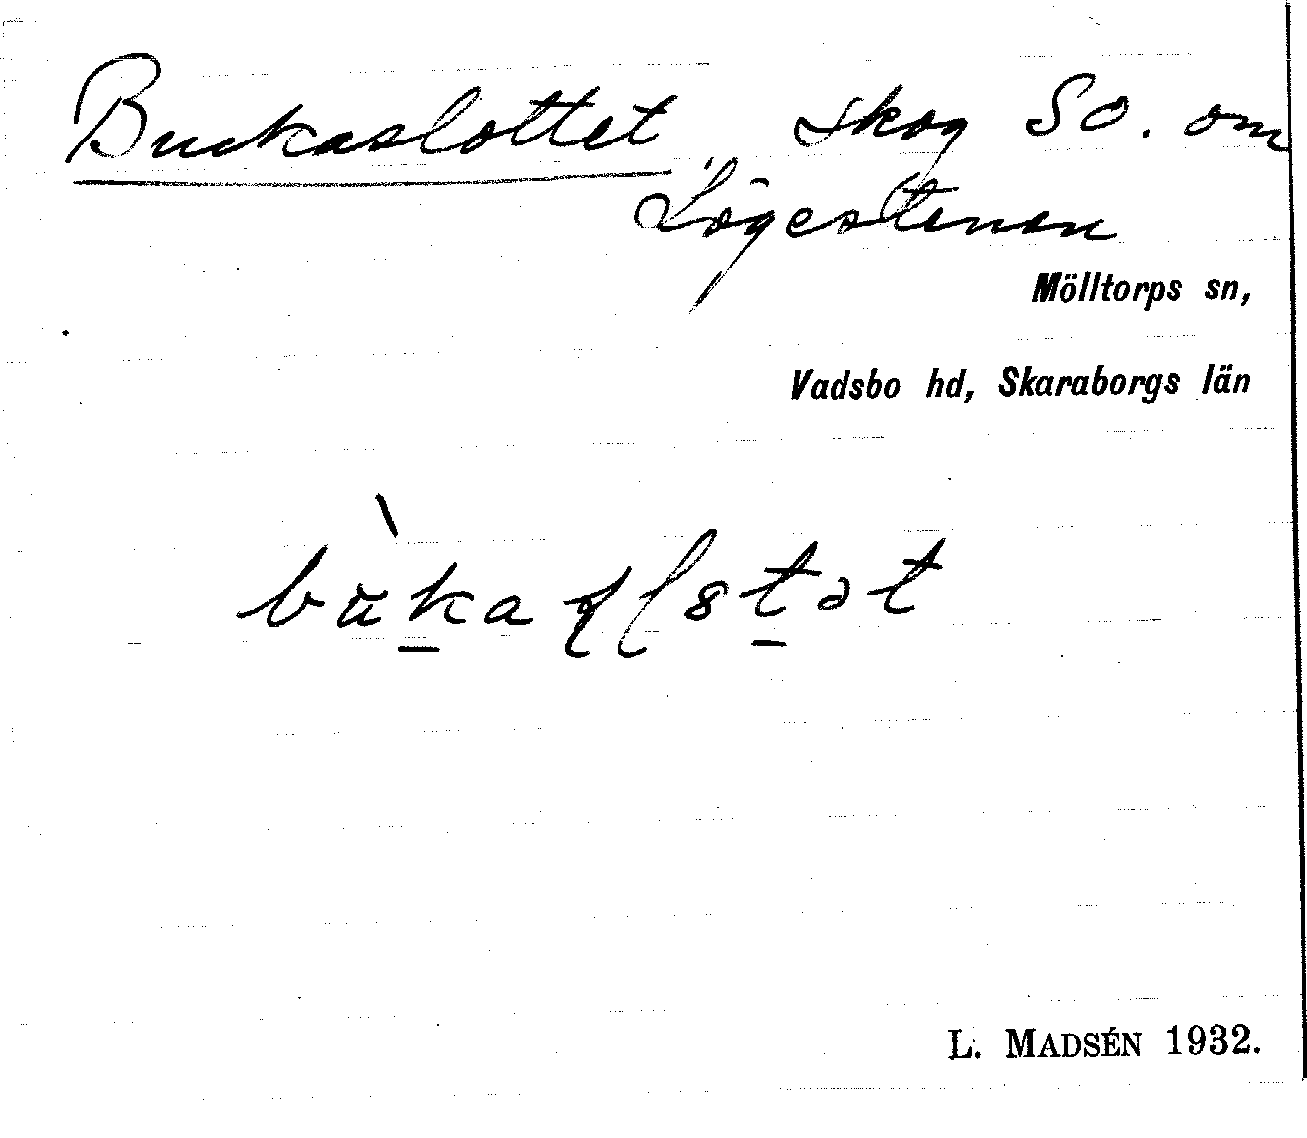 Buckaslottet, skog SO. om
Lögestenen
Mölltorps sn,
Vadsbo hd, Skaraborgs län
L. MADSÉN 1932.